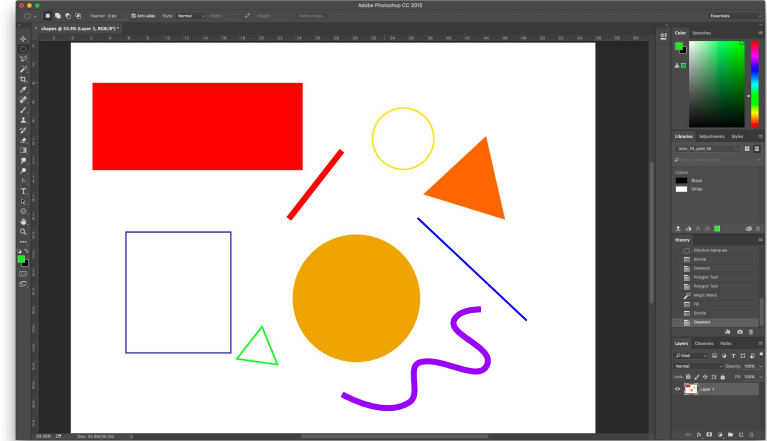 Adobe Photoshop CC 2015
Feather: 0 px Anti-alias Style: Normal Width: Height: Refine Edge... Essentials
shapes @ 33.3% (Layer 1, RGB/8*) *
Color Swatches
Libraries Adjustments Styles
Colors
Black
White
History
Elliptical Marquee
Stroke
Deselect
Polygon Tool
Polygon Tool
Magic Wand
Fill
Stroke
Deselect
Layers Channels Paths
Kind
Normal Opacity: 100%
Lock: Fill: 100%
Layer 1
33.33%